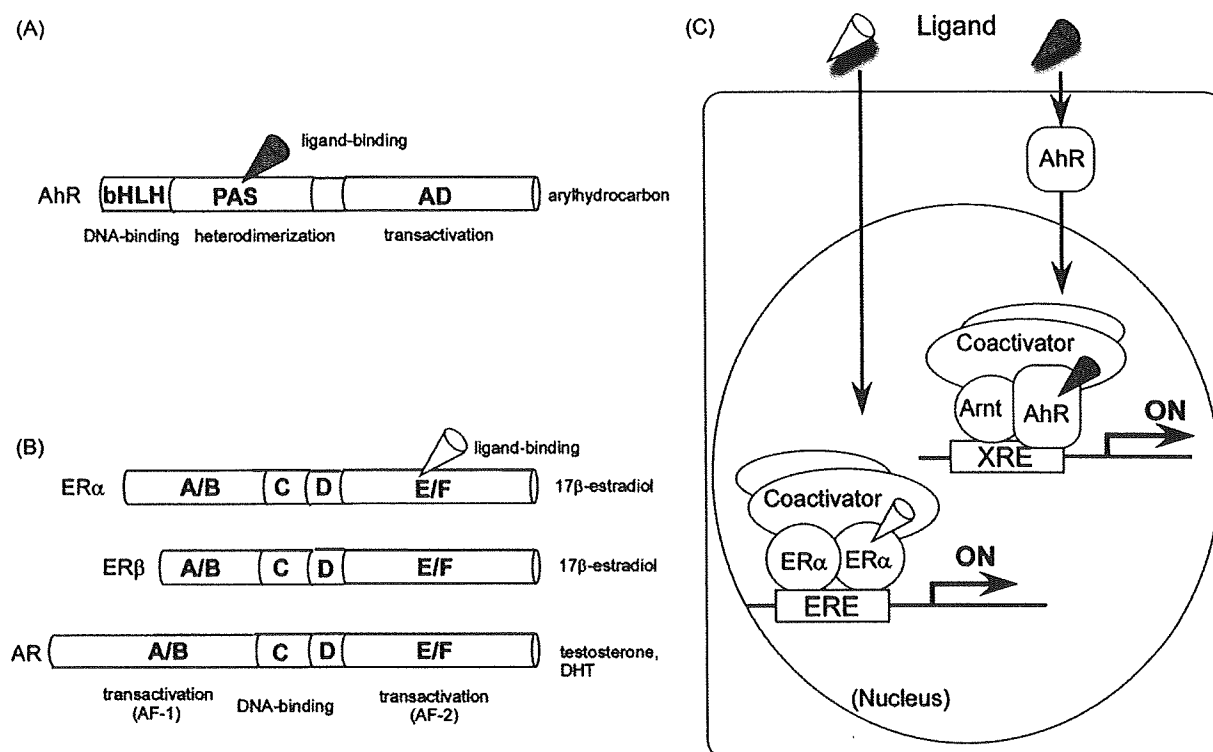 (A)
ligand-binding
AhR bHLH PAS AD arylhydrocarbon
DNA-binding heterodimerization transactivation
(B)
ligand-binding
ERα A/B C D E/F 17β-estradiol
ERβ A/B C D E/F 17β-estradiol
AR A/B C D E/F testosterone,
DHT
transactivation
(AF-1)
DNA-binding
transactivation
(AF-2)
(C)
Ligand
AhR
Coactivator
Arnt AhR
ON
XRE
Coactivator
ERα ERα
ON
ERE
(Nucleus)